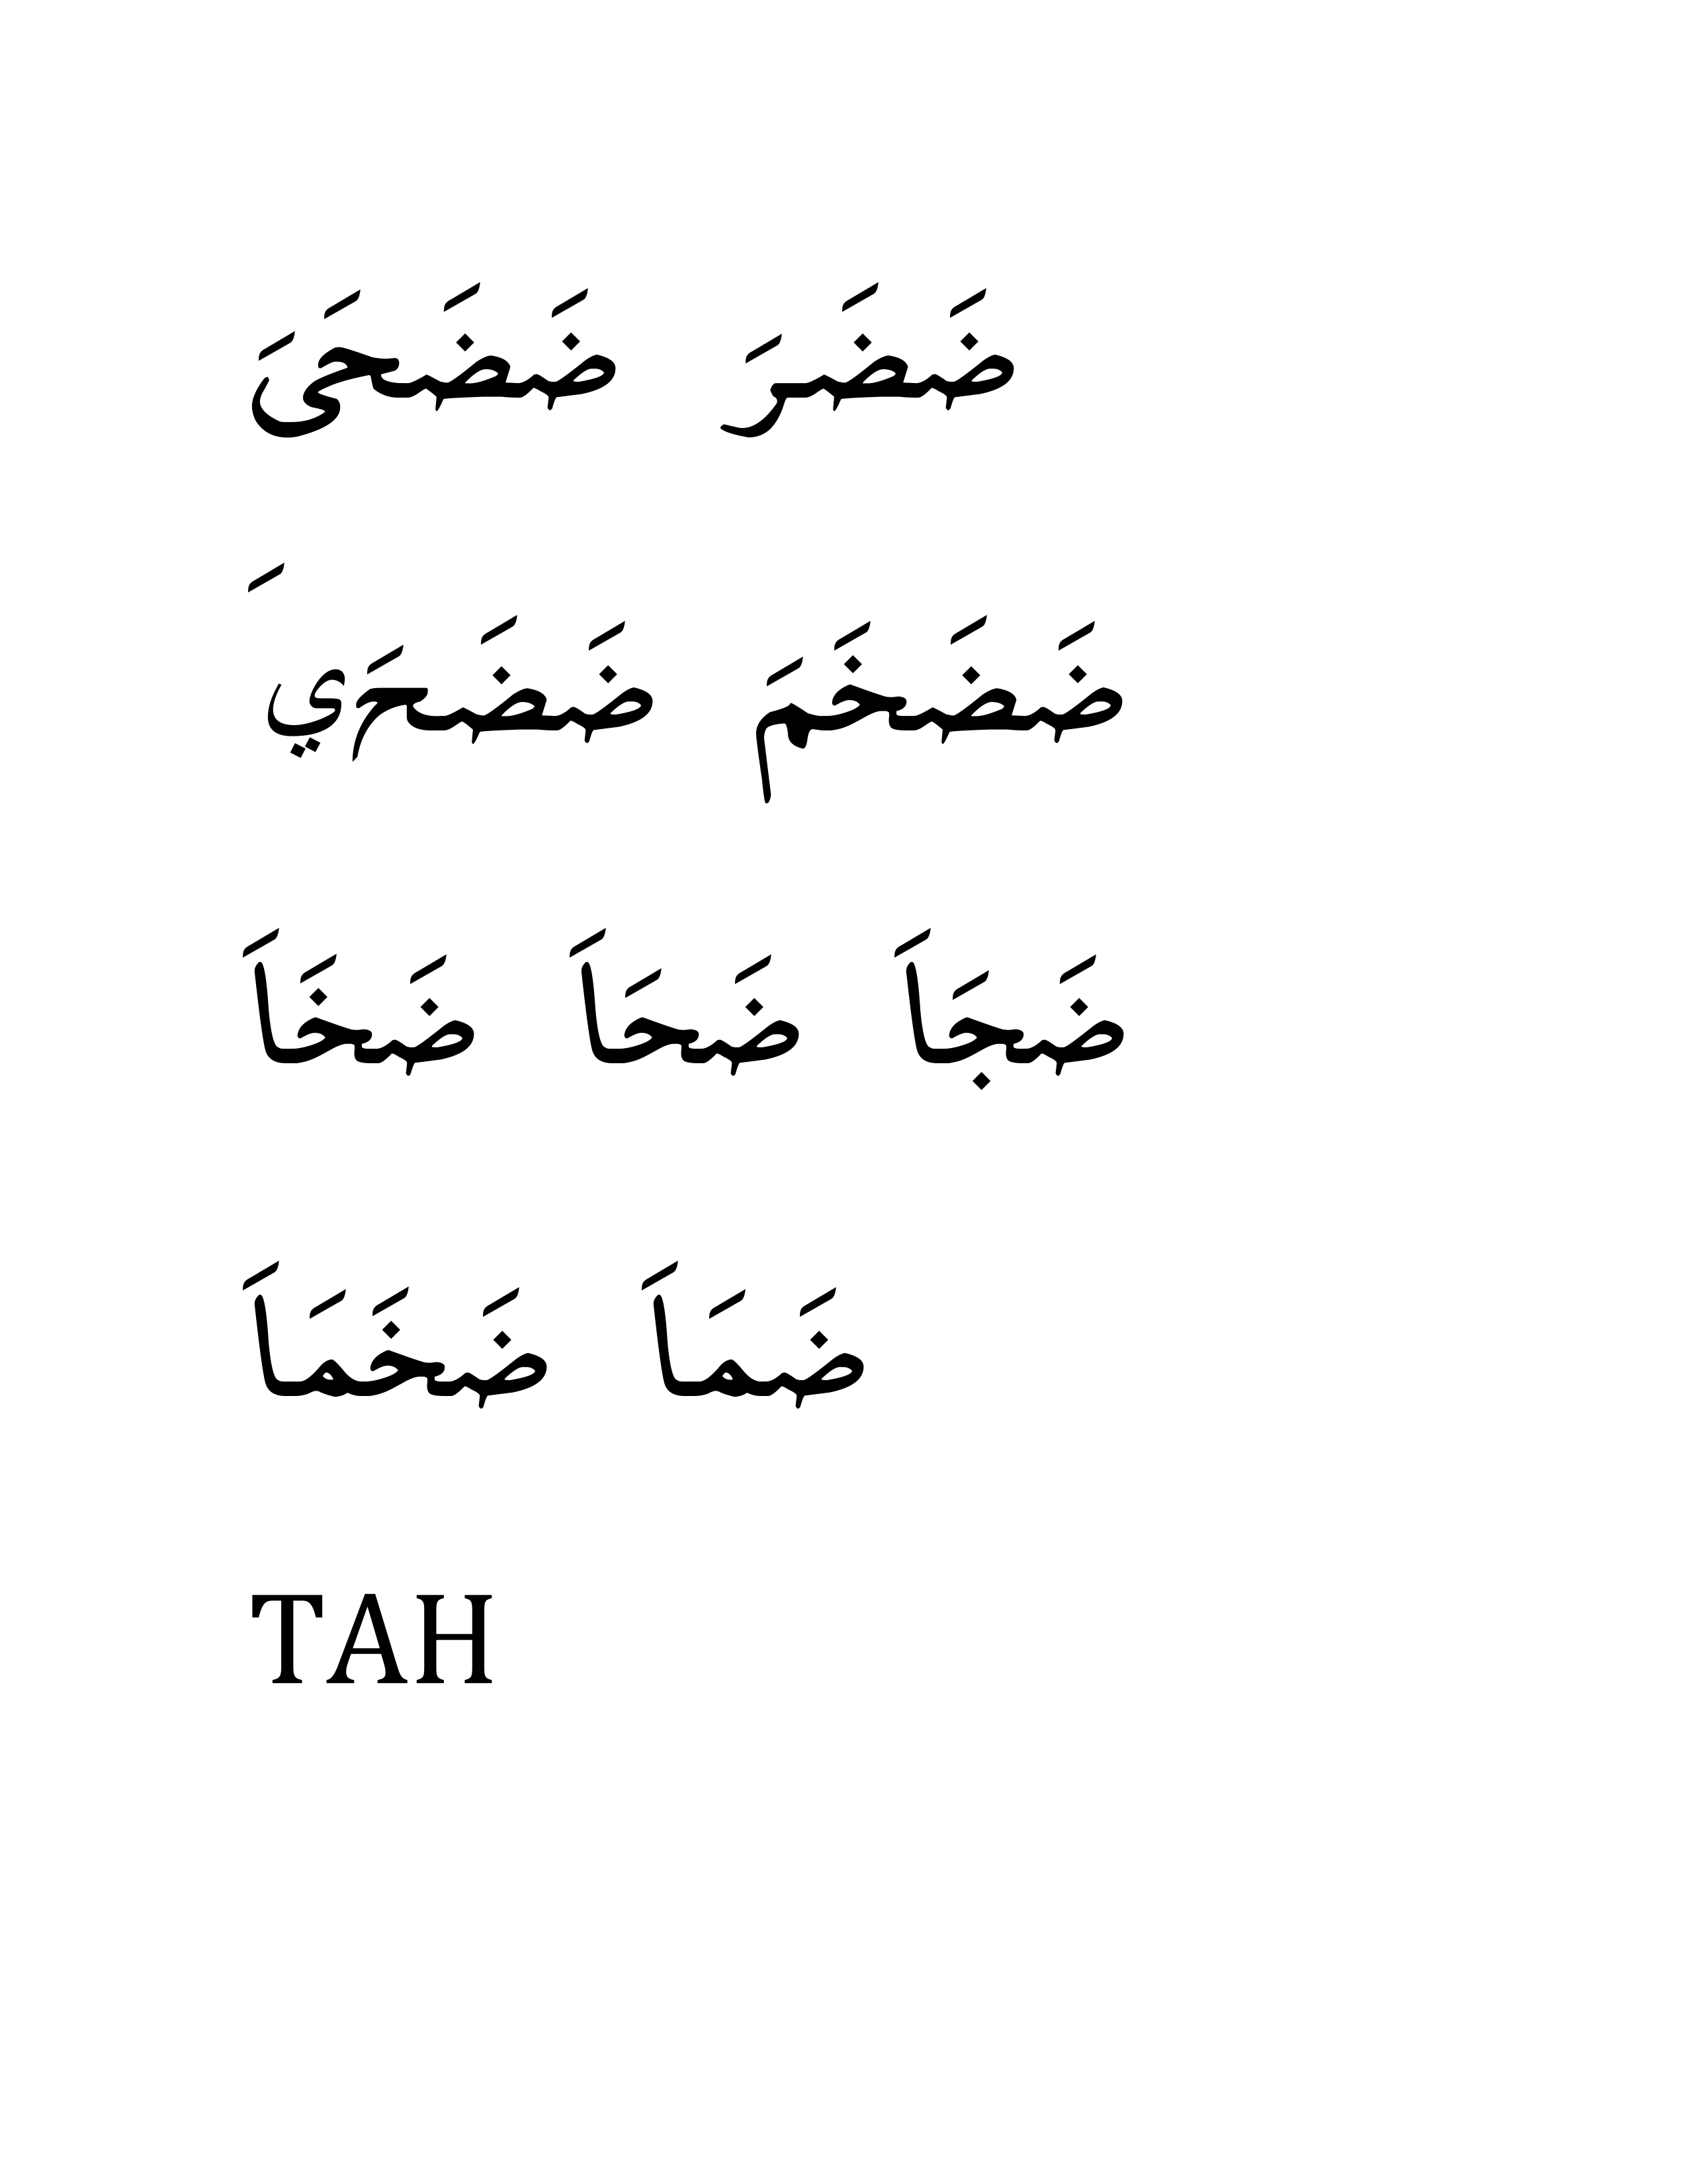 ضَضَرَ ضَضَحَىَ
ضَضَخَمَ ضَضَحَيَ
ضَجَاَ ضَحَاَ ضَخَاَ
ضَمَاَ ضَخَمَاَ
TAH